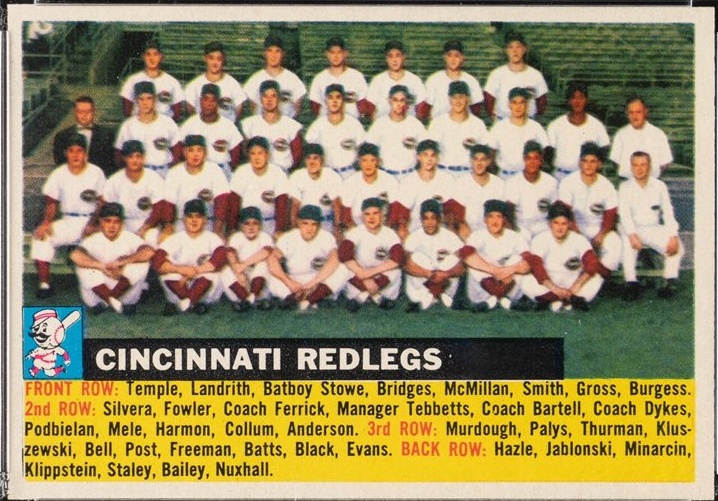 CINCINNATI REDLEGS
FRONT ROW: Temple, Landrith, Batboy Stowe, Bridges, McMillan, Smith, Gross, Burgess.
2nd ROW: Silvera, Fowler, Coach Ferrick, Manager Tebbetts, Coach Bartell, Coach Dykes,
Podbielan, Mele, Harmon, Collum, Anderson. 3rd ROW: Murdough, Palys, Thurman, Klus-
zewski, Bell, Post, Freeman, Batts, Black, Evans. BACK ROW: Hazle, Jablonski, Minarcin,
Klippstein, Staley, Bailey, Nuxhall.